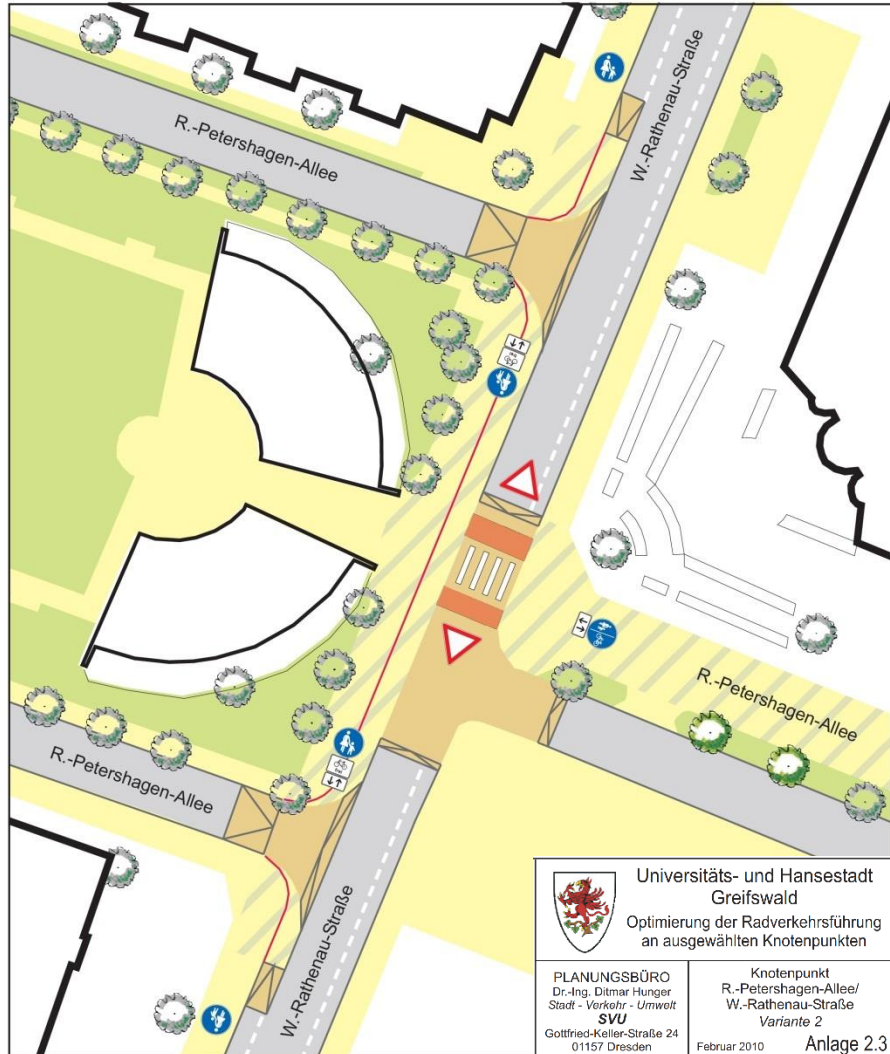 R.-Petershagen-Allee
W.-Rathenau-Straße
R.-Petershagen-Allee
R.-Petershagen-Allee
W.-Rathenau-Straße
Universitäts- und Hansestadt
Greifswald
Optimierung der Radverkehrsführung
an ausgewählten Knotenpunkten
PLANUNGSBÜRO
Dr.-Ing. Ditmar Hunger
Stadt - Verkehr - Umwelt
SVU
Gottfried-Keller-Straße 24
01157 Dresden
Knotenpunkt
R.-Petershagen-Allee/
W.-Rathenau-Straße
Variante 2
Februar 2010
Anlage 2.3